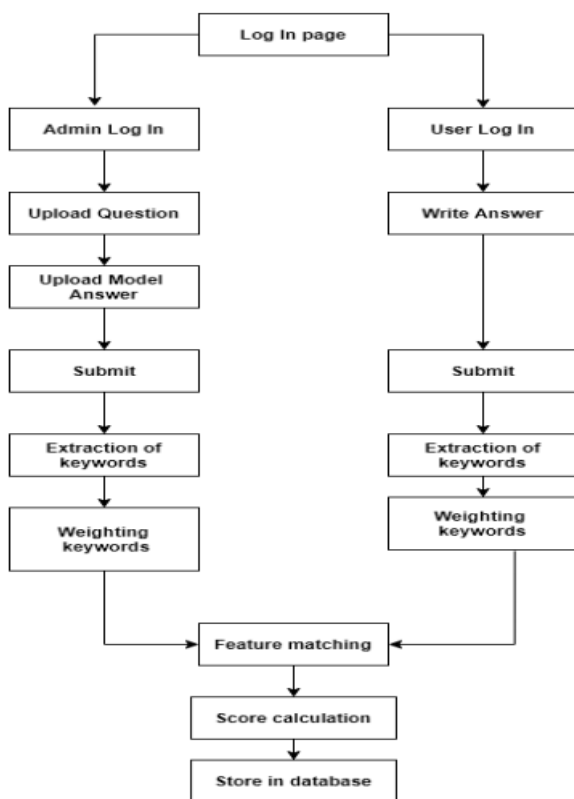 Log In page
Admin Log In
User Log In
Upload Question
Write Answer
Upload Model
Answer
Submit
Submit
Extraction of
keywords
Extraction of
keywords
Weighting
keywords
Weighting
keywords
Feature matching
Score calculation
Store in database